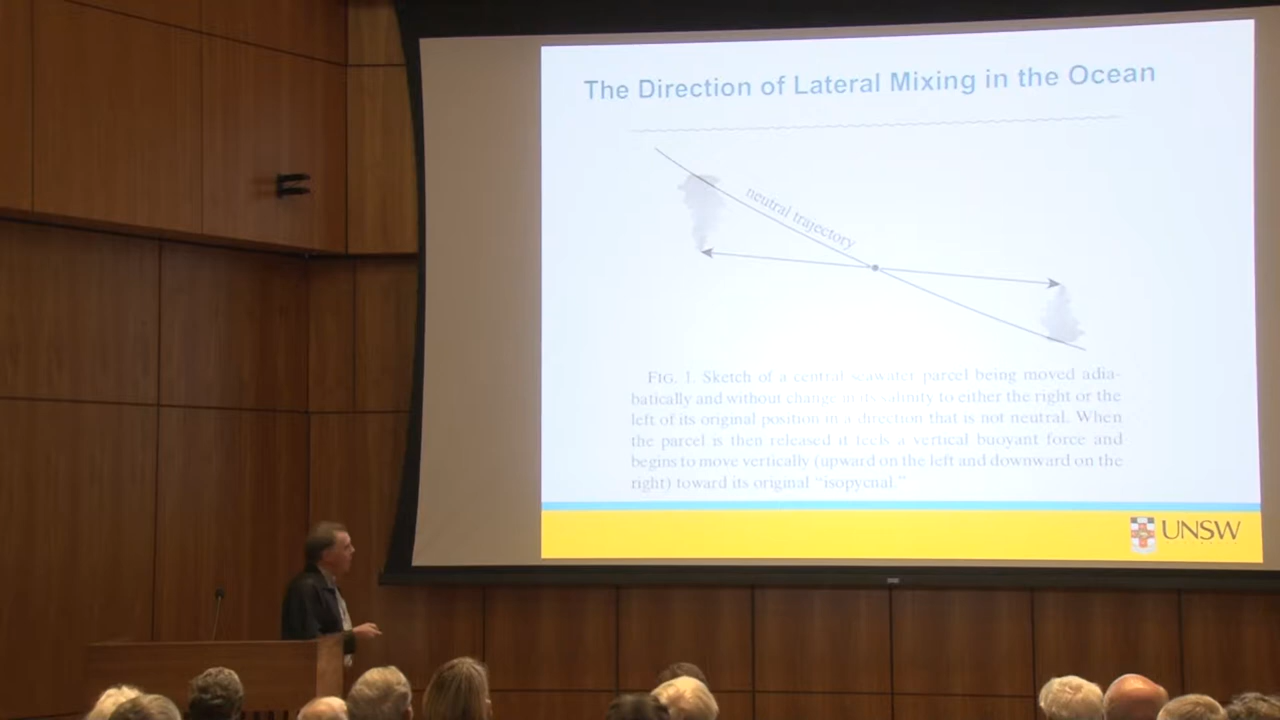 The Direction of Lateral Mixing in the Ocean
neutral trajectory
FIG. 1. Sketch of a central seawater parcel being moved adia-
batically and without change in its salinity to either the right or the
left of its original position in a direction that is not neutral. When
the parcel is then released it feels a vertical buoyant force and
begins to move vertically (upward on the left and downward on the
right) toward its original “isopycnal.”
UNSW